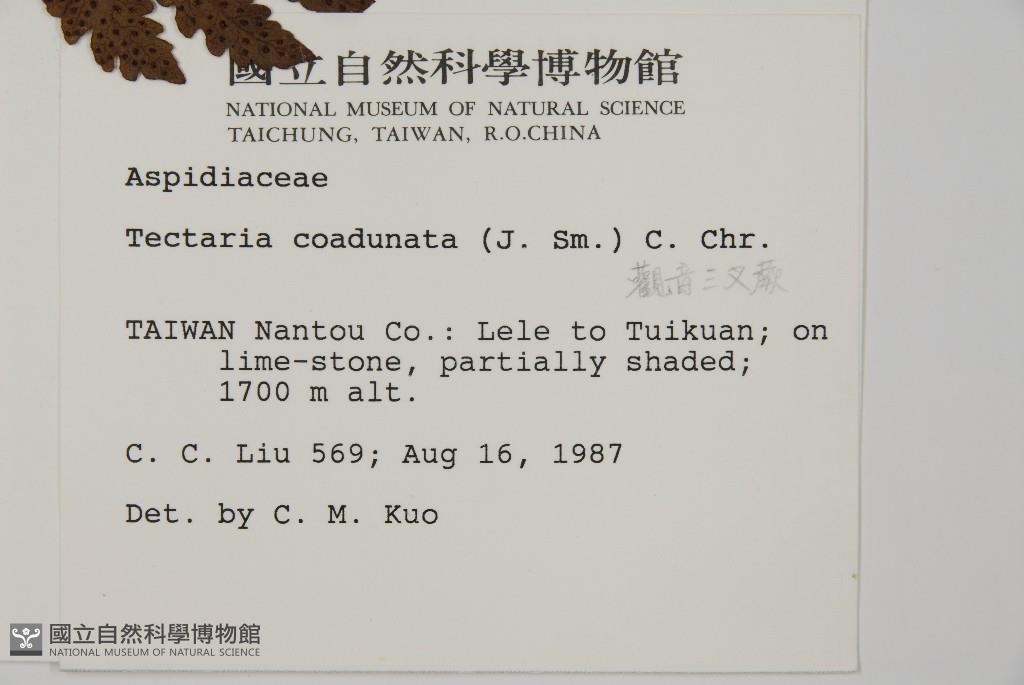 國立自然科學博物館
NATIONAL MUSEUM OF NATURAL SCIENCE
TAICHUNG, TAIWAN, R.O.CHINA
Aspidiaceae
Tectaria coadunata (J. Sm.) C. Chr.
觀音三叉蕨
TAIWAN Nantou Co.: Lele to Tuikuan; on
lime-stone, partially shaded;
1700 m alt.
C. C. Liu 569; Aug 16, 1987
Det. by C. M. Kuo
國立自然科學博物館
NATIONAL MUSEUM OF NATURAL SCIENCE